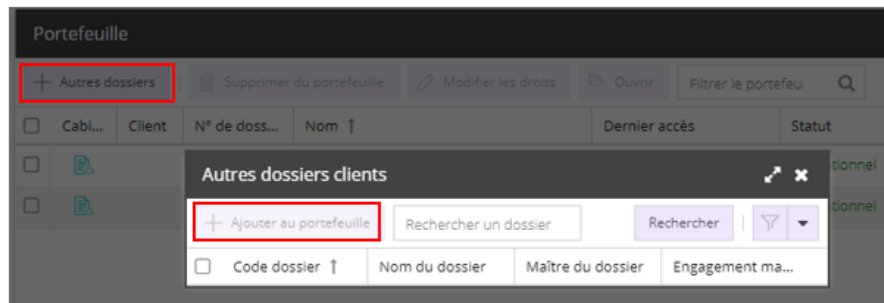 Portefeuille
Autres dossiers Supprimer du portefeuille Modifier les droits Ouvrir Filtrer le portefeu
Cabi... Client N° de doss... Nom ↑ Dernier accès Statut
Autres dossiers clients
tionnel
Ajouter au portefeuille Rechercher un dossier Rechercher
tionnel
Code dossier ↑ Nom du dossier Maître du dossier Engagement ma...